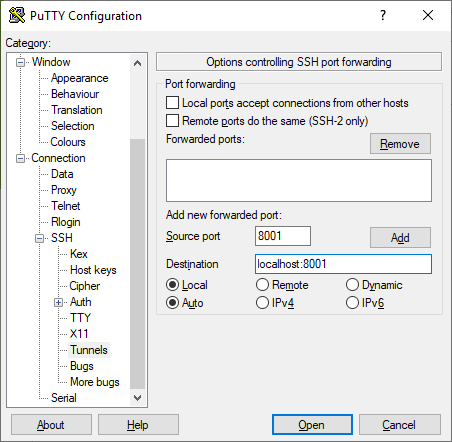 PuTTY Configuration
?
Category:
Window
Appearance
Behaviour
Translation
Selection
Colours
Connection
Data
Proxy
Telnet
Rlogin
SSH
Kex
Host keys
Cipher
Auth
TTY
X11
Tunnels
Bugs
More bugs
Serial
Options controlling SSH port forwarding
Port forwarding
Local ports accept connections from other hosts
Remote ports do the same (SSH-2 only)
Forwarded ports:
Remove
Add new forwarded port:
Source port 8001 Add
Destination localhost:8001
Local Remote Dynamic
Auto IPv4 IPv6
About Help Open Cancel